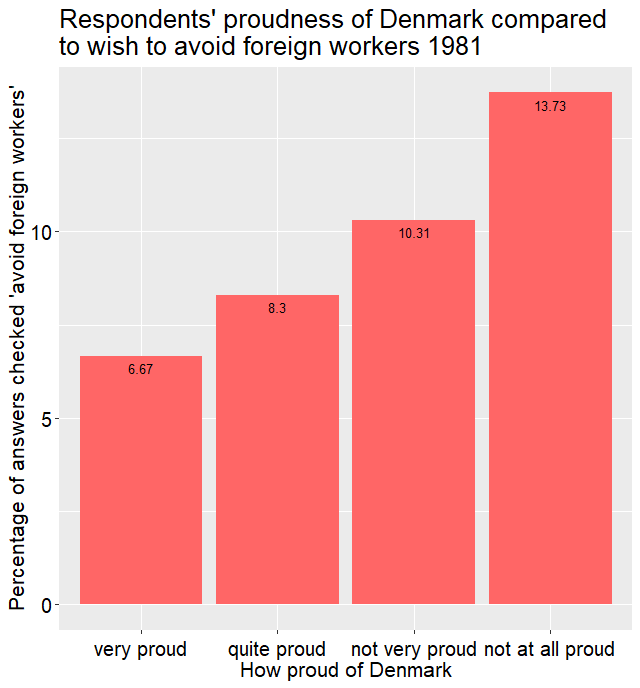 Respondents' proudness of Denmark compared
to wish to avoid foreign workers 1981
Percentage of answers checked 'avoid foreign workers'
13.73
10.31
8.3
6.67
10
5
0
very proud quite proud not very proud not at all proud
How proud of Denmark